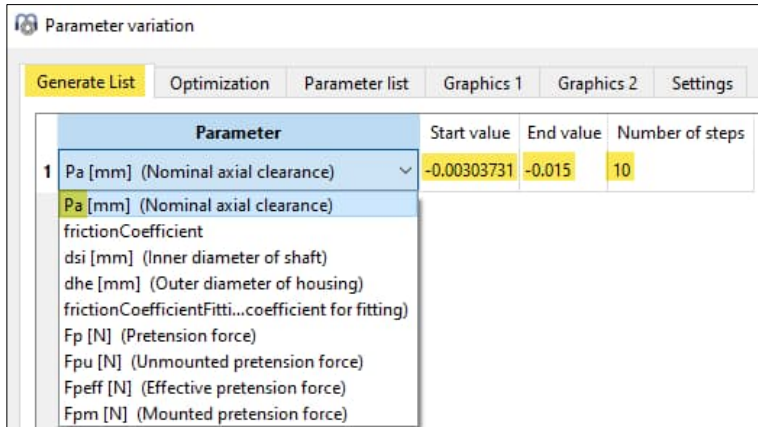 Parameter variation
Generate List Optimization Parameter list Graphics 1 Graphics 2 Settings
Parameter Start value End value Number of steps
1 Pa [mm] (Nominal axial clearance) -0.00303731 -0.015 10
Pa [mm] (Nominal axial clearance)
frictionCoefficient
dsi [mm] (Inner diameter of shaft)
dhe [mm] (Outer diameter of housing)
frictionCoefficientFitti...coefficient for fitting)
Fp [N] (Pretension force)
Fpu [N] (Unmounted pretension force)
Fpeff [N] (Effective pretension force)
Fpm [N] (Mounted pretension force)